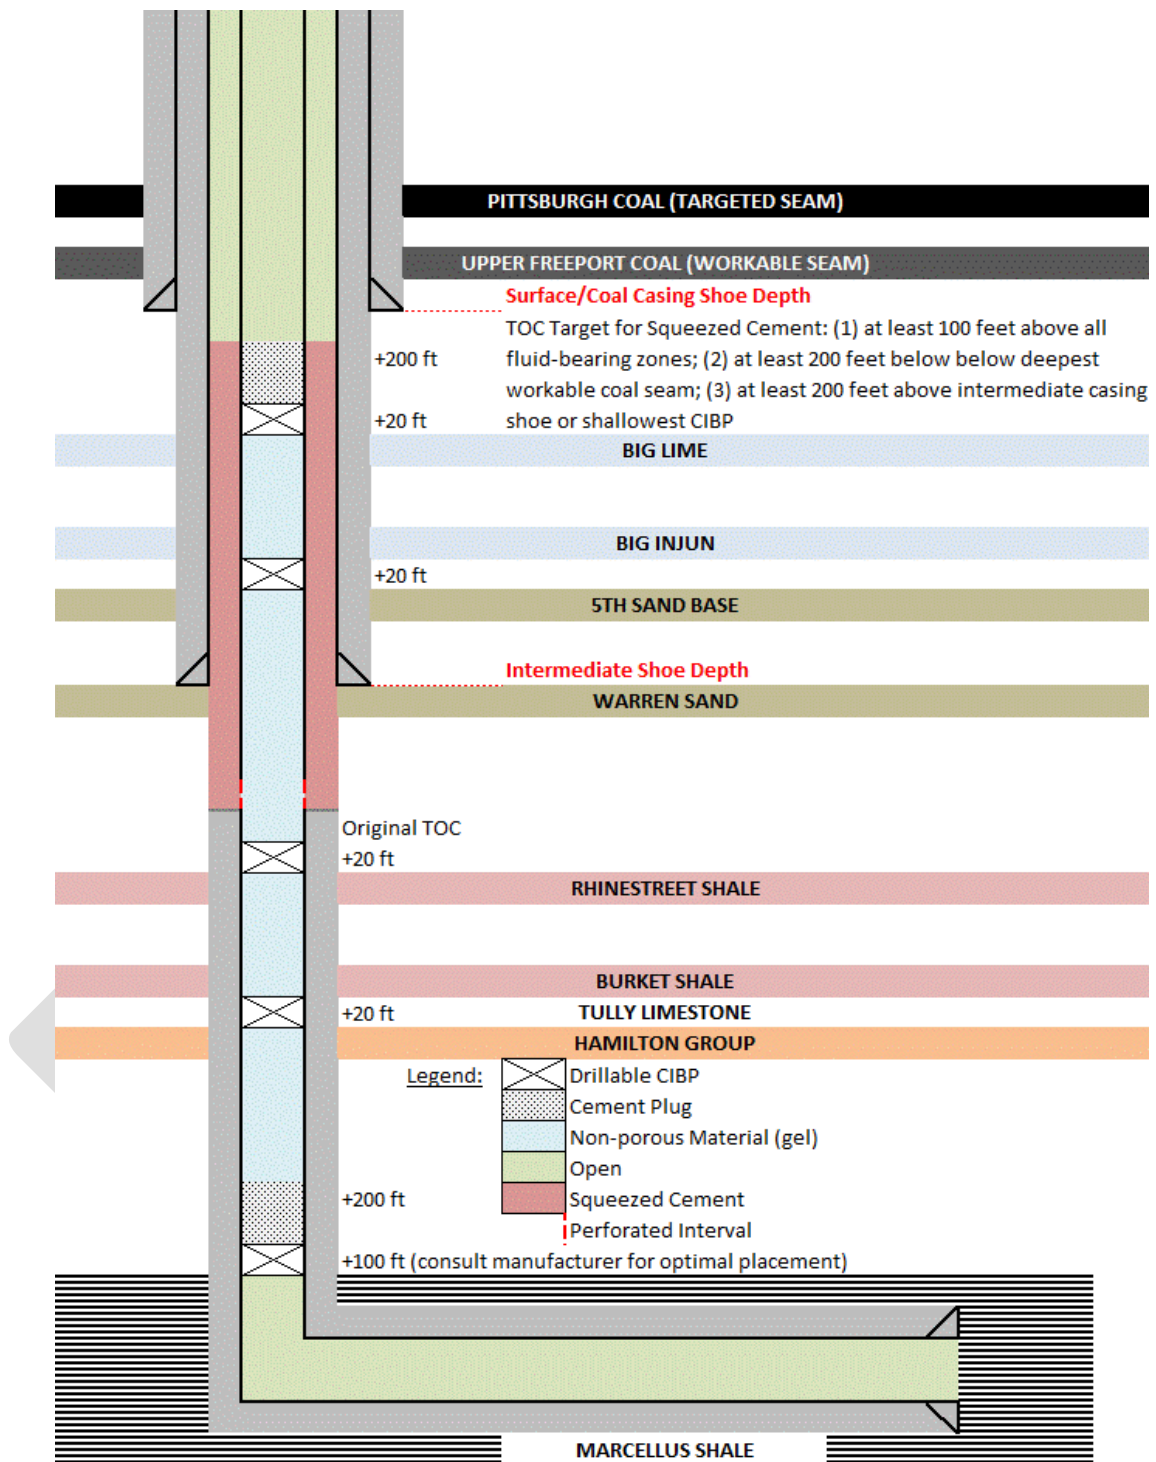 PITTSBURGH COAL (TARGETED SEAM)
UPPER FREEPORT COAL (WORKABLE SEAM)
Surface/Coal Casing Shoe Depth
TOC Target for Squeezed Cement: (1) at least 100 feet above all
+200 ft
fluid-bearing zones; (2) at least 200 feet below below deepest
workable coal seam; (3) at least 200 feet above intermediate casing
+20 ft
shoe or shallowest CIBP
BIG LIME
BIG INJUN
+20 ft
5TH SAND BASE
Intermediate Shoe Depth
WARREN SAND
Original TOC
+20 ft
RHINESTREET SHALE
BURKET SHALE
+20 ft
TULLY LIMESTONE
HAMILTON GROUP
Legend:
Drillable CIBP
Cement Plug
Non-porous Material (gel)
Open
+200 ft
Squeezed Cement
Perforated Interval
+100 ft (consult manufacturer for optimal placement)
MARCELLUS SHALE